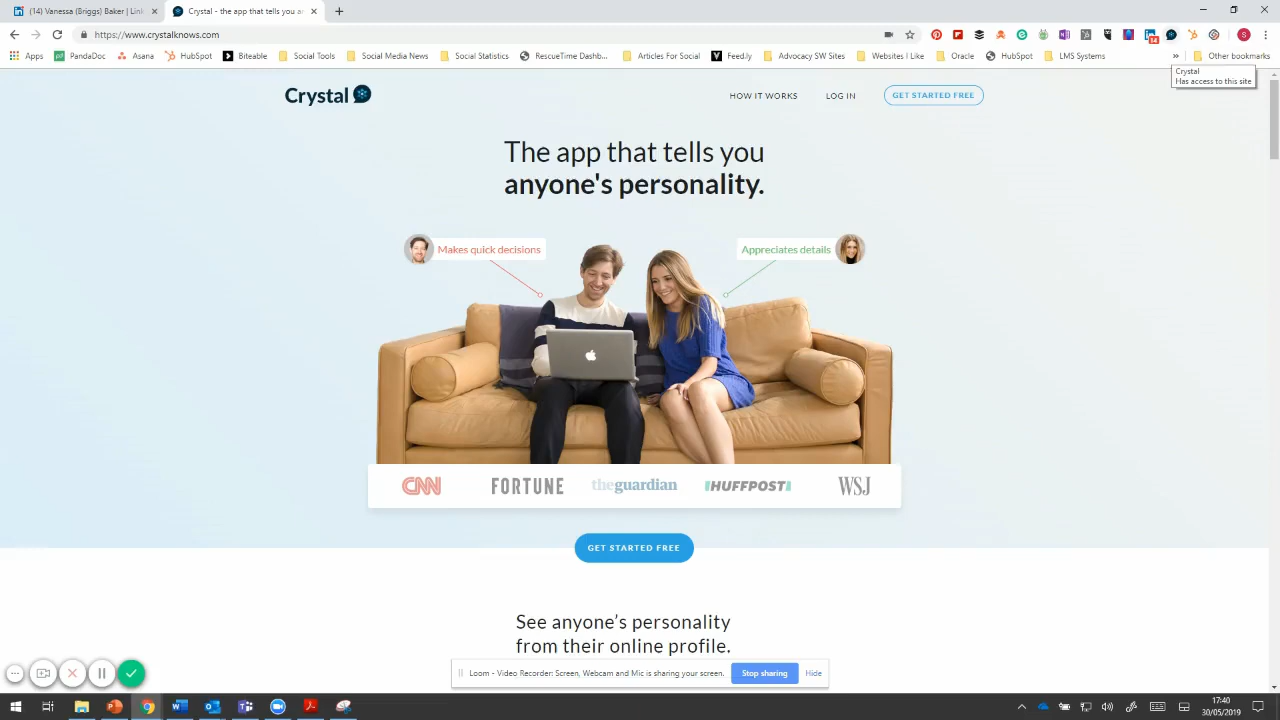 (14) Vanessa (Briggs) Baker | Link
Crystal - the app that tells you an
https://www.crystalknows.com
14
S
Apps
PandaDoc
Asana
HubSpot
Biteable
Social Tools
Social Media News
Social Statistics
RescueTime Dashb...
Articles For Social
Feed.ly
Advocacy SW Sites
Websites I Like
Oracle
HubSpot
LMS Systems
»
Other bookmarks
Crystal
Has access to this site
Crystal
HOW IT WORKS
LOG IN
GET STARTED FREE
The app that tells you
anyone's personality.
Makes quick decisions
Appreciates details
CNN
FORTUNE
theguardian
HUFFPOST
WSJ
GET STARTED FREE
See anyone's personality
from their online profile.
Loom - Video Recorder: Screen, Webcam and Mic is sharing your screen.
Stop sharing
Hide
17:40
30/05/2019